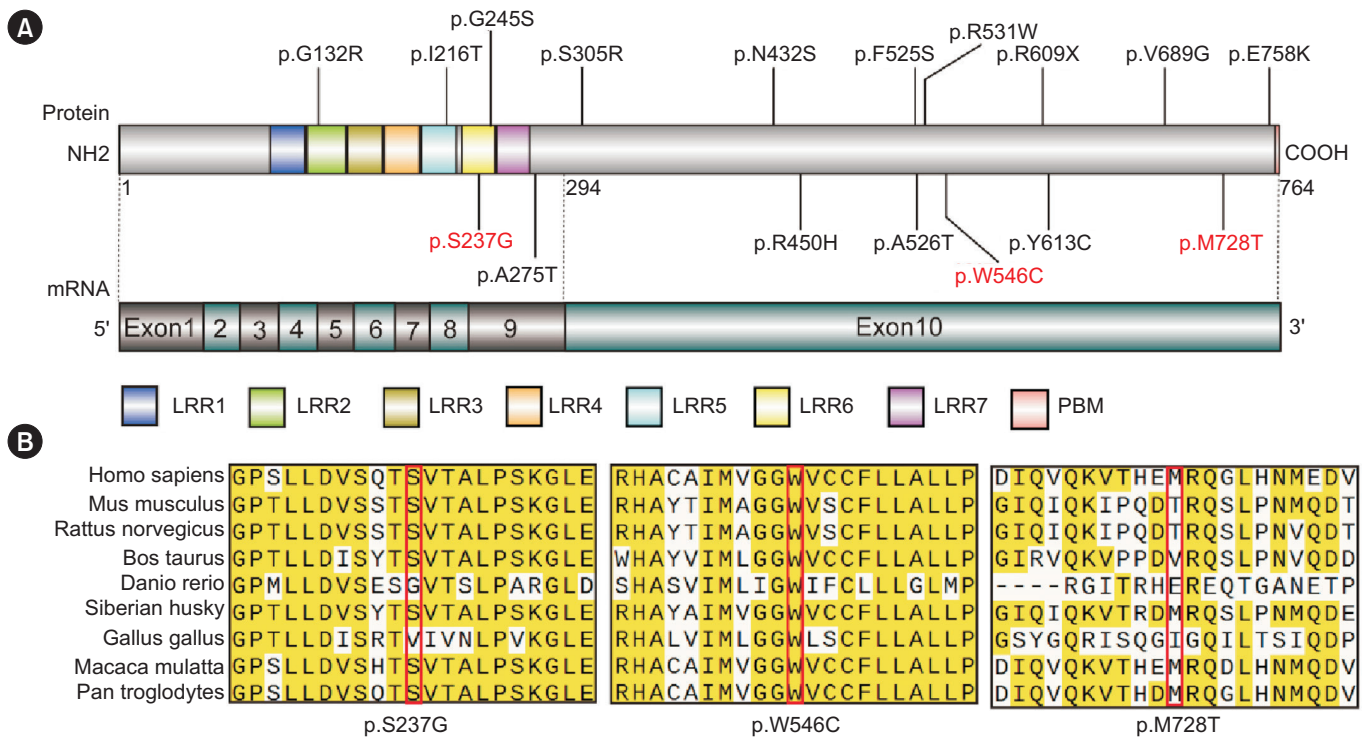 A
p.G245S
p.R531W
p.G132R p.I216T p.S305R p.N432S p.F525S p.R609X p.V689G p.E758K
Protein
NH2 COOH
1 294 764
p.S237G p.R450H p.A526T p.Y613C p.M728T
p.A275T p.W546C
mRNA
5' Exon1 2 3 4 5 6 7 8 9 Exon10 3'
LRR1 LRR2 LRR3 LRR4 LRR5 LRR6 LRR7 PBM
B
Homo sapiens GPSLLDVSQTSVTALPSKGLE RHACAIMVGGWVCCFLLALLP DIQVQKVTHEMRQGLHNMEDV
Mus musculus GPTLLDVSSTSVTALPSKGLE RHAYTIMAGGWVSCFLLALLP GIQIQKIPQDTRQSLPNMQDT
Rattus norvegicus GPTLLDVSSTSVTALPSKGLE RHAYTIMAGGWVSCFLLALLP GIQIQKIPQDTRQSLPNVQDT
Bos taurus GPTLLDISYTSVTALPSKGLE WHAYVIMLGGWVCCFLLALLP GIRVQKVPPDVRQSLPNVQDD
Danio rerio GPMLLDVSESGVTSLPARGLD SHASVIMLIGWIFCLLLGLMP ----RGITRHEREQTGANETP
Siberian husky GPTLLDVSYTSVTALPSKGLE RHAYAIMVGGWVCCFLLALLP GIQIQKVTRDMRQSLPNMQDE
Gallus gallus GPTLLDISRTVIVNLPVKGLE RHALVIMLGGWLSCFLLALLP GSYGQRISQGIGQILTSIQDP
Macaca mulatta GPSLLDVSHTSVTALPSKGLE RHACAIMVGGWVCCFLLALLP DIQVQKVTHEMRQDLHNMQDV
Pan troglodytes GPSLLDVSQTSVTALPSKGLE RHACAIMVGGWVCCFLLALLP DIQVQKVTHDMRQGLHNMQDV
p.S237G p.W546C p.M728T